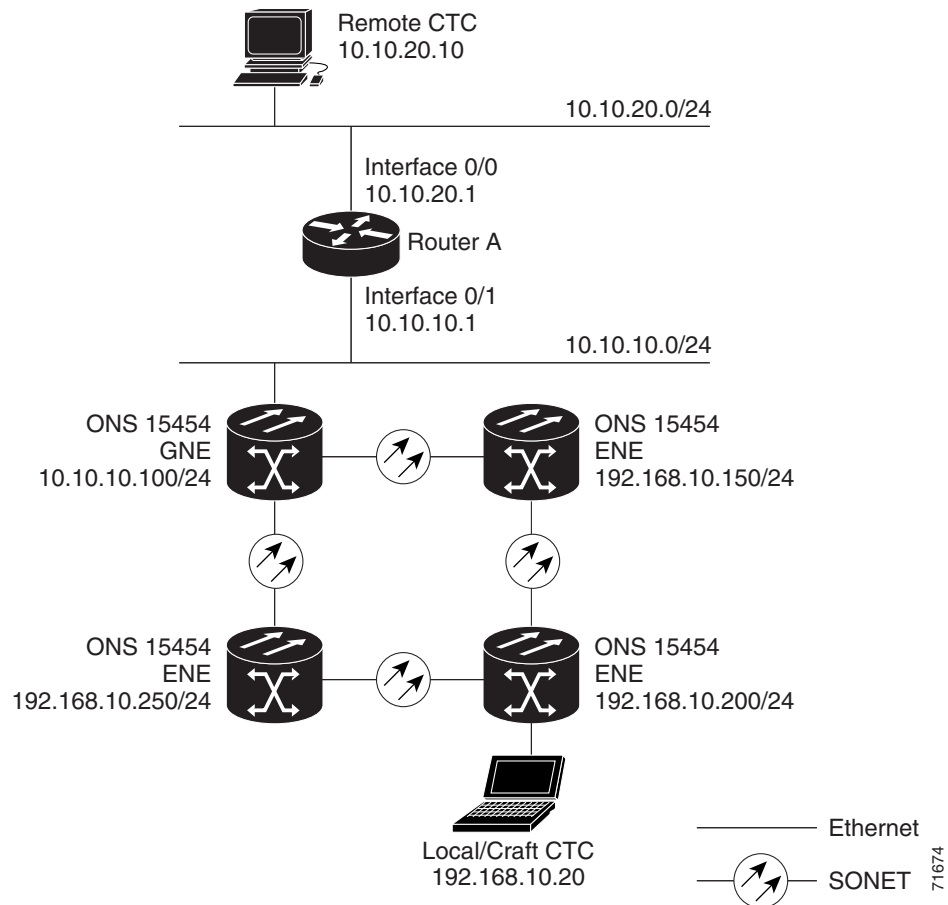 Remote CTC
10.10.20.10
10.10.20.0/24
Interface 0/0
10.10.20.1
Router A
Interface 0/1
10.10.10.1
10.10.10.0/24
ONS 15454
GNE
10.10.10.100/24
ONS 15454
ENE
192.168.10.150/24
ONS 15454
ENE
192.168.10.250/24
ONS 15454
ENE
192.168.10.200/24
Local/Craft CTC
192.168.10.20
Ethernet
SONET
71674